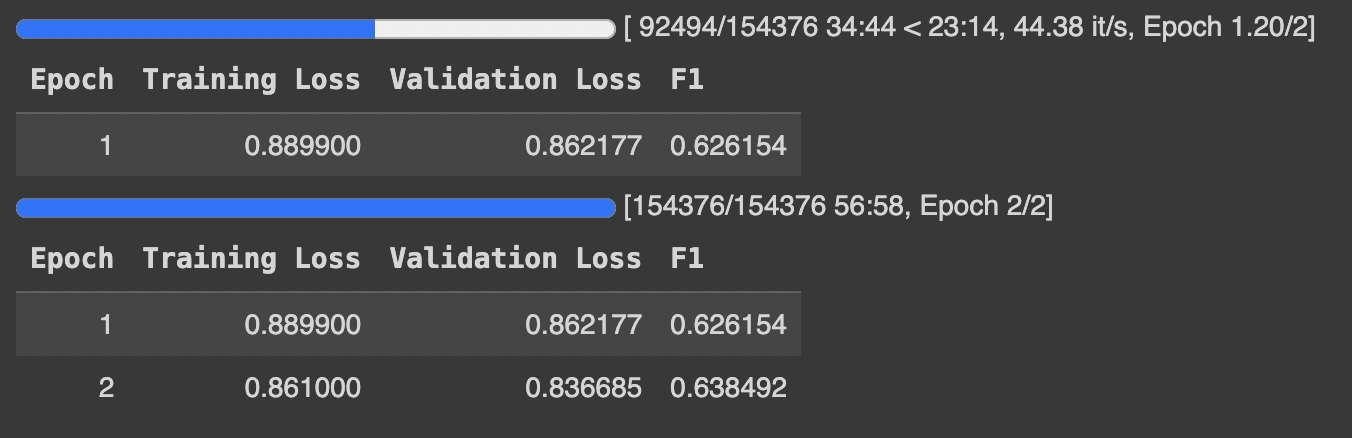 [ 92494/154376 34:44 < 23:14, 44.38 it/s, Epoch 1.20/2]
Epoch Training Loss Validation Loss F1
1 0.889900 0.862177 0.626154
[154376/154376 56:58, Epoch 2/2]
Epoch Training Loss Validation Loss F1
1 0.889900 0.862177 0.626154
2 0.861000 0.836685 0.638492